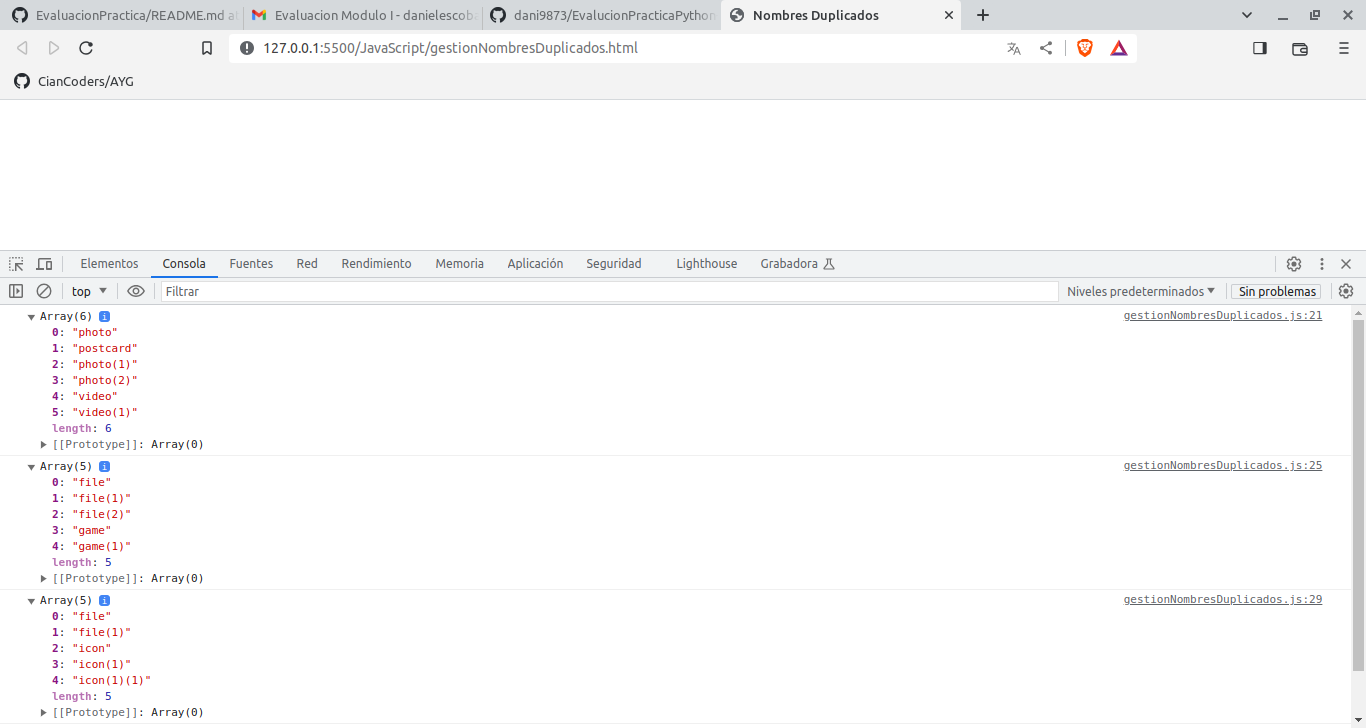 EvaluacionPractica/README.md a
Evaluacion Modulo I - danielescoba
dani9873/EvalucionPracticaPython
Nombres Duplicados
127.0.0.1:5500/JavaScript/gestionNombresDuplicados.html
CianCoders/AYG
Elementos Consola Fuentes Red Rendimiento Memoria Aplicación Seguridad Lighthouse Grabadora
top Filtrar Niveles predeterminados Sin problemas
Array(6) i gestionNombresDuplicados.js:21
0: "photo"
1: "postcard"
2: "photo(1)"
3: "photo(2)"
4: "video"
5: "video(1)"
length: 6
[[Prototype]]: Array(0)
Array(5) i gestionNombresDuplicados.js:25
0: "file"
1: "file(1)"
2: "file(2)"
3: "game"
4: "game(1)"
length: 5
[[Prototype]]: Array(0)
Array(5) i gestionNombresDuplicados.js:29
0: "file"
1: "file(1)"
2: "icon"
3: "icon(1)"
4: "icon(1)(1)"
length: 5
[[Prototype]]: Array(0)